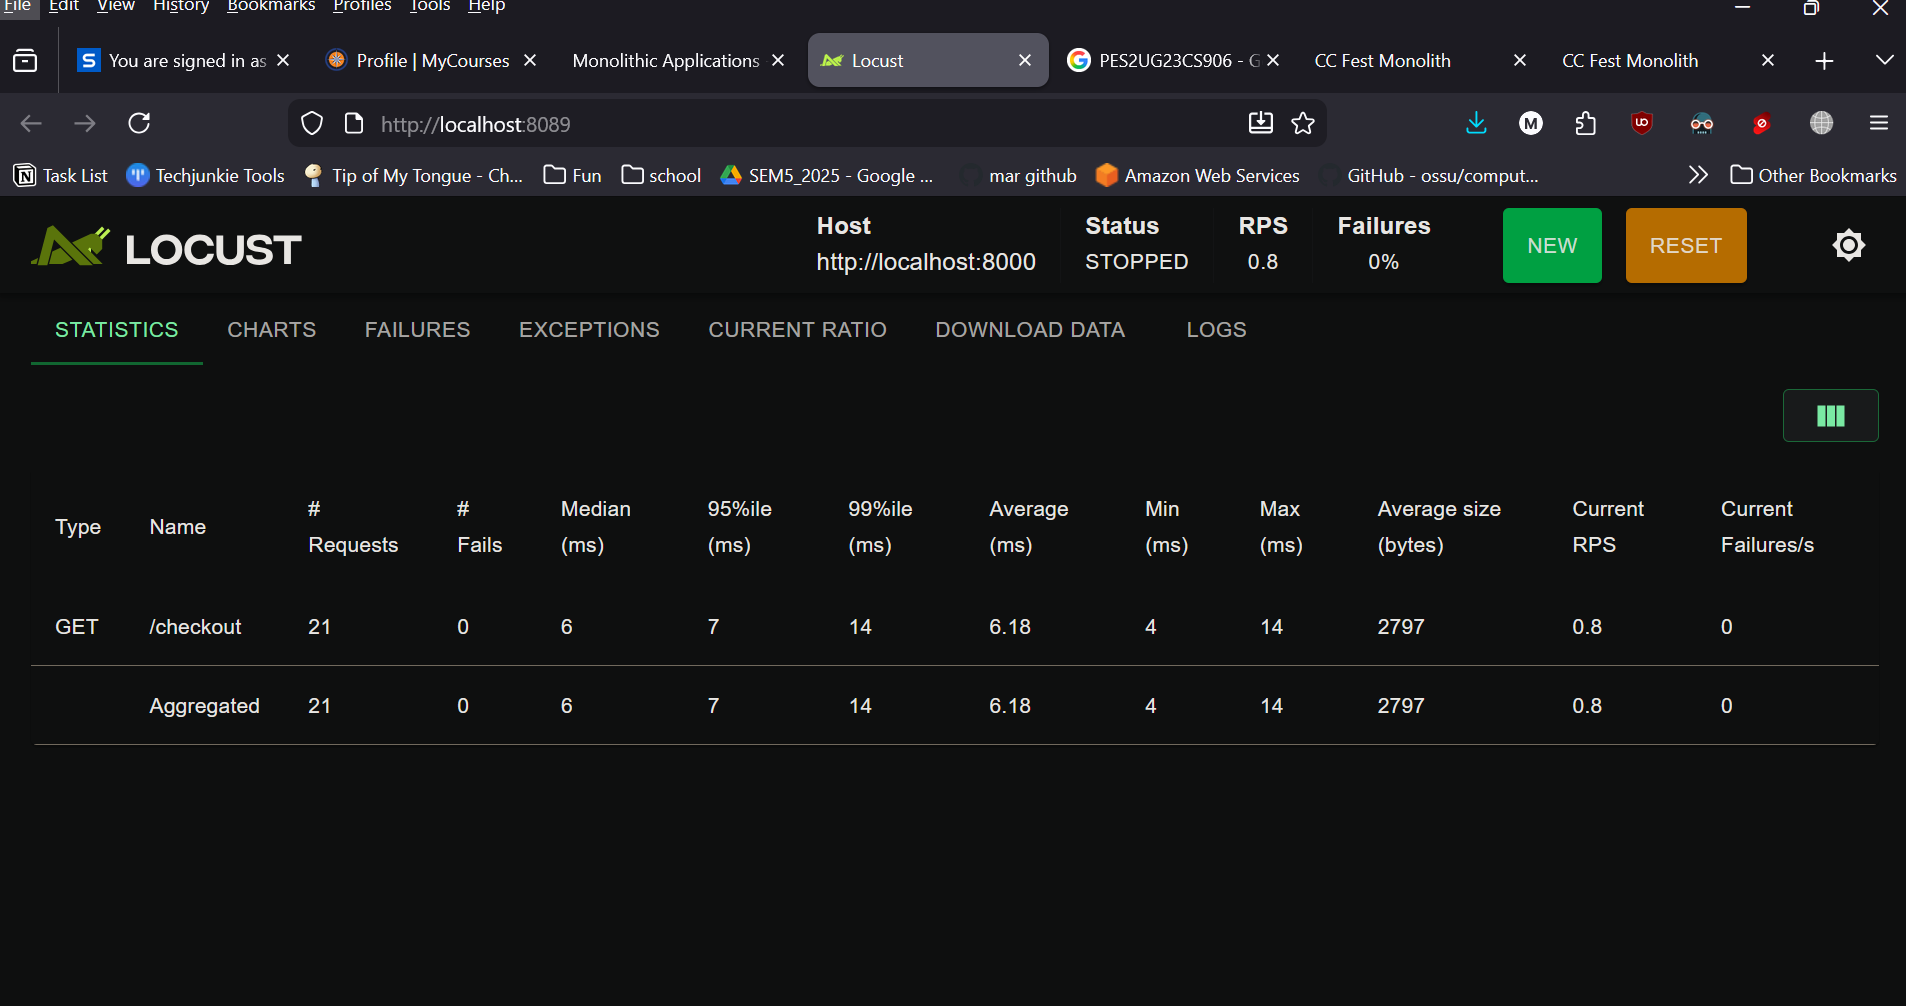 File Edit View History Bookmarks Profiles Tools Help
S You are signed in as Profile | MyCourses Monolithic Applications Locust PES2UG23CS906 - G CC Fest Monolith CC Fest Monolith
http://localhost:8089
Task List Techjunkie Tools Tip of My Tongue - Ch... Fun school SEM5_2025 - Google ... mar github Amazon Web Services GitHub - ossu/comput... Other Bookmarks
LOCUST
Host Status RPS Failures
http://localhost:8000 STOPPED 0.8 0%
NEW RESET
STATISTICS CHARTS FAILURES EXCEPTIONS CURRENT RATIO DOWNLOAD DATA LOGS
Type Name # Requests # Fails Median (ms) 95%ile (ms) 99%ile (ms) Average (ms) Min (ms) Max (ms) Average size (bytes) Current RPS Current Failures/s
GET /checkout 21 0 6 7 14 6.18 4 14 2797 0.8 0
Aggregated 21 0 6 7 14 6.18 4 14 2797 0.8 0